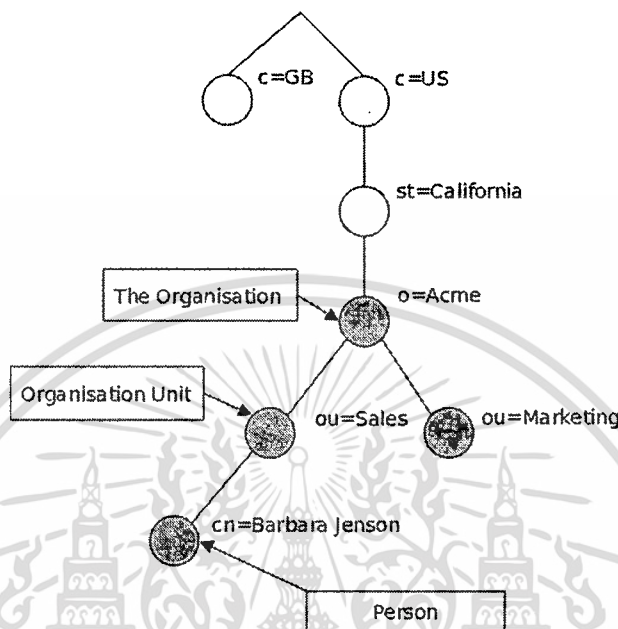 c=GB
c=US
st=California
The Organisation
o=Acme
Organisation Unit
ou=Sales
ou=Marketing
cn=Barbara Jenson
Person